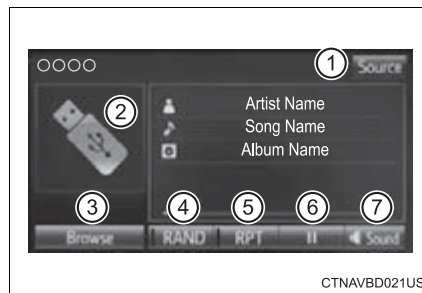 ○○○○
1
Source
2
Artist Name
Song Name
Album Name
3
4
5
6
7
Browse
RAND
RPT
Sound
CTNAVBD021US